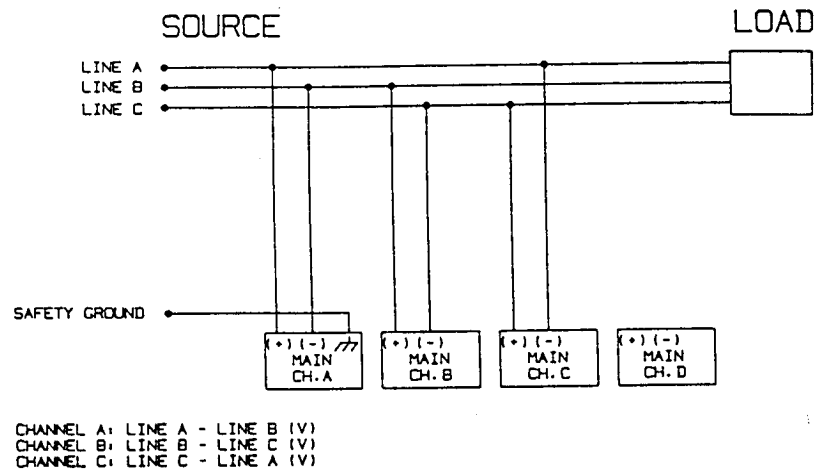 SOURCE
LOAD
LINE A
LINE B
LINE C
SAFETY GROUND
(+) (-)
MAIN
CH. A
(+) (-)
MAIN
CH. B
(+) (-)
MAIN
CH. C
(+) (-)
MAIN
CH. D
CHANNEL A: LINE A - LINE B (V)
CHANNEL B: LINE B - LINE C (V)
CHANNEL C: LINE C - LINE A (V)